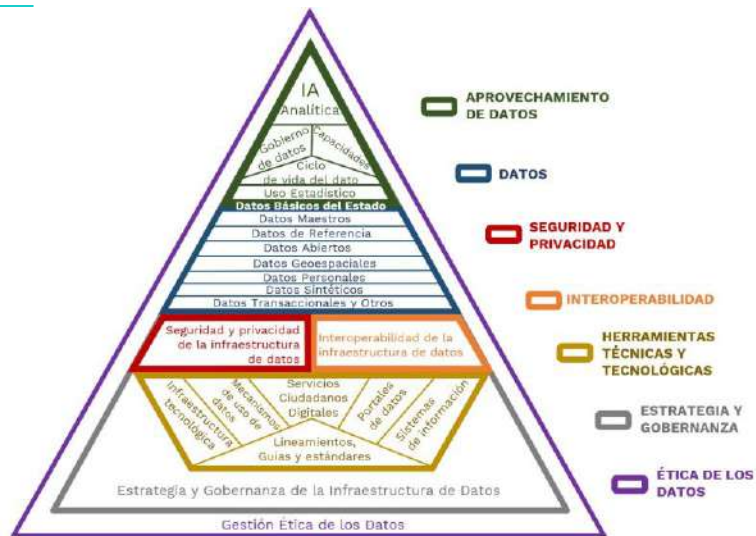 IA
Analítica
Gobierno
de datos
Capacidades
Ciclo
de vida del dato
Uso Estadístico
Datos Básicos del Estado
Datos Maestros
Datos de Referencia
Datos Abiertos
Datos Geoespaciales
Datos Personales
Datos Sintéticos
Datos Transaccionales y Otros
Seguridad y privacidad
de la infraestructura
de datos
Interoperabilidad de la
infraestructura de datos
Infraestructura
tecnológica
Mecanismos
de uso de
datos
Servicios
Ciudadanos
Digitales
Portales
de datos
Sistemas
de información
Lineamientos,
Guías y estándares
Estrategia y Gobernanza de la Infraestructura de Datos
Gestión Ética de los Datos
APROVECHAMIENTO
DE DATOS
DATOS
SEGURIDAD Y
PRIVACIDAD
INTEROPERABILIDAD
HERRAMIENTAS
TÉCNICAS Y
TECNOLÓGICAS
ESTRATEGIA Y
GOBERNANZA
ÉTICA DE LOS
DATOS